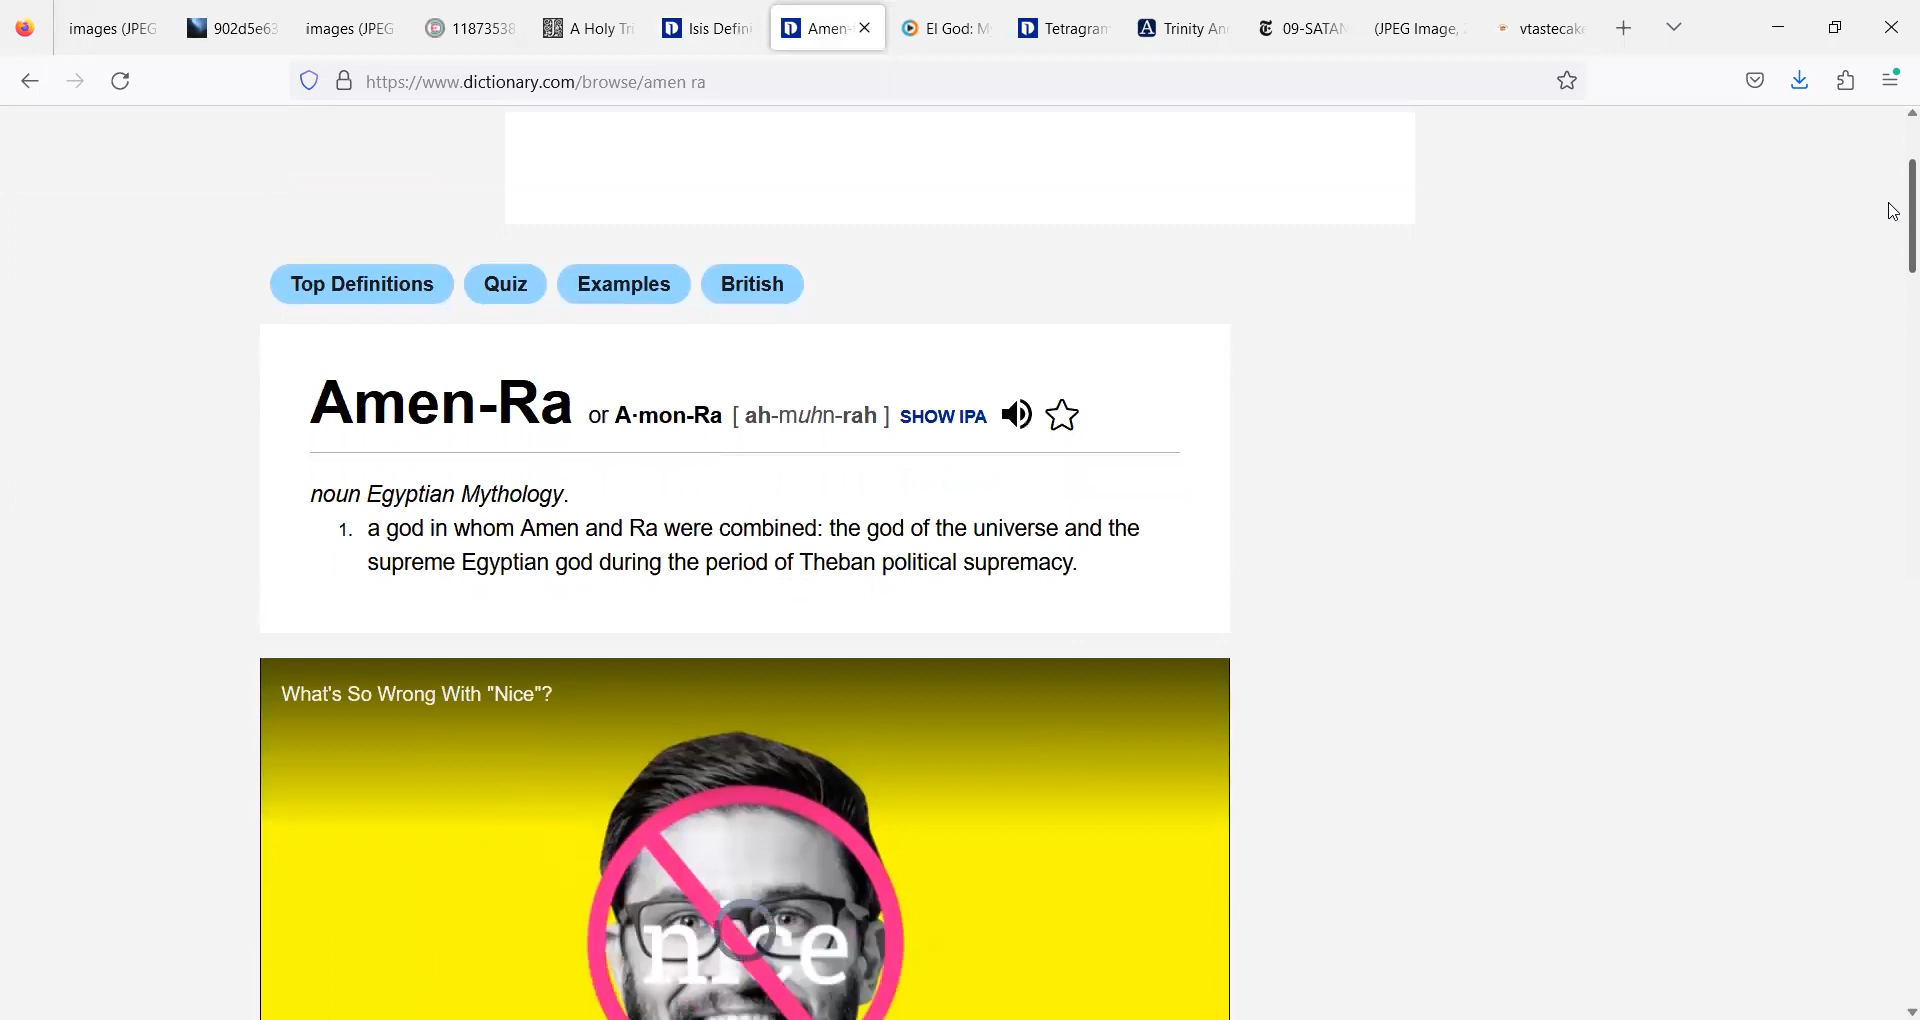 images (JPEG
902d5e63
images (JPEG
11873538
A Holy Tri
Isis Defini
Amen-
El God: M
Tetragram
Trinity An
09-SATAN
(JPEG Image,
vtastecake
https://www.dictionary.com/browse/amen ra
Top Definitions
Quiz
Examples
British
Amen-Ra or A·mon-Ra [ ah-muhn-rah ] SHOW IPA
noun Egyptian Mythology.
1. a god in whom Amen and Ra were combined: the god of the universe and the
supreme Egyptian god during the period of Theban political supremacy.
What's So Wrong With "Nice"?
nice